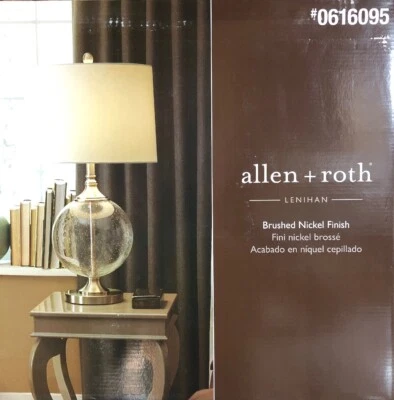 #0616095
allen + roth
LENIHAN
Brushed Nickel Finish
Fini nickel brossé
Acabado en níquel cepillado